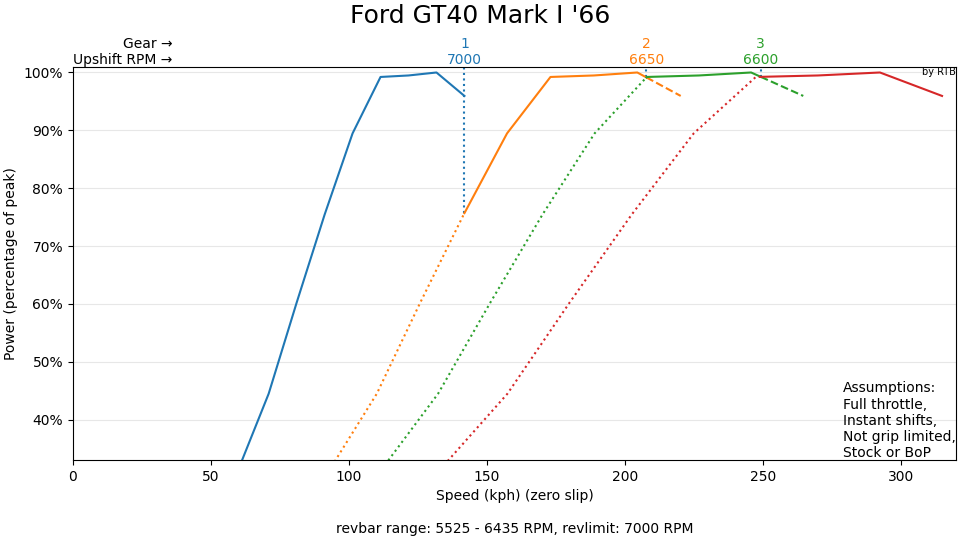 Ford GT40 Mark I '66
Gear → 1 2 3
Upshift RPM → 7000 6650 6600
by RTB
100%
90%
80%
70%
60%
50%
40%
Power (percentage of peak)
Assumptions:
Full throttle,
Instant shifts,
Not grip limited,
Stock or BoP
0 50 100 150 200 250 300
Speed (kph) (zero slip)
revbar range: 5525 - 6435 RPM, revlimit: 7000 RPM